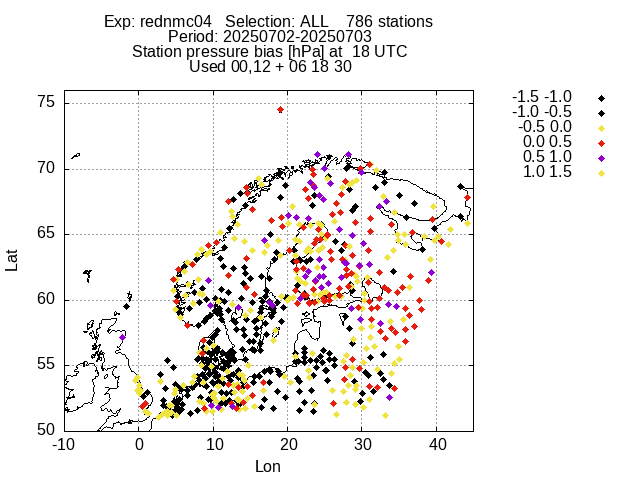 Exp: rednmc04   Selection: ALL    786 stations
Period: 20250702-20250703
Station pressure bias [hPa] at  18 UTC
Used 00,12 + 06 18 30
-1.5 -1.0
-1.0 -0.5
-0.5 0.0
0.0 0.5
0.5 1.0
1.0 1.5
75
70
65
60
55
50
Lat
-10 0 10 20 30 40
Lon